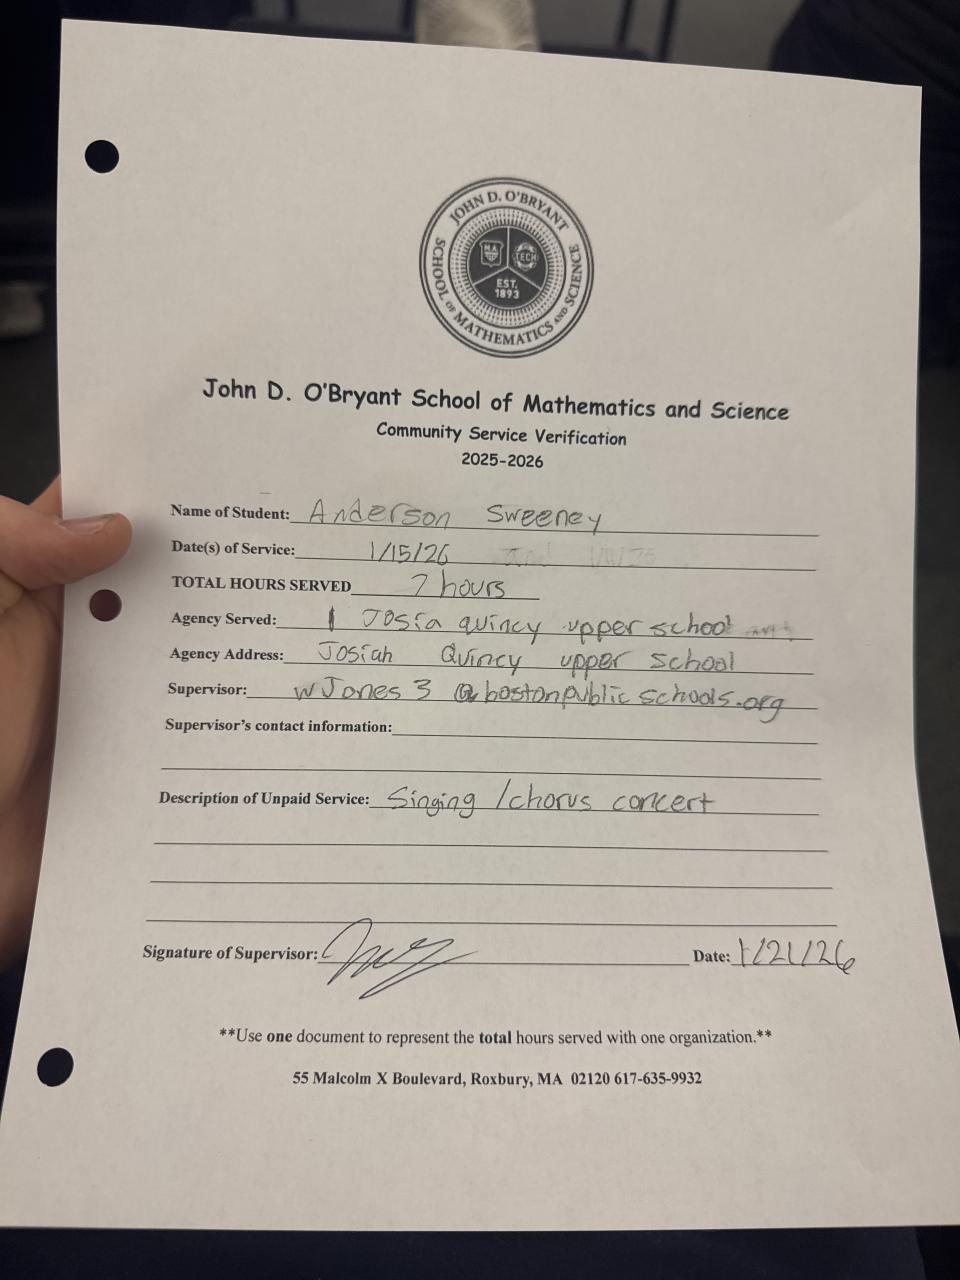 JOHN D. O'BRYANT
SCHOOL OF MATHEMATICS AND SCIENCE
M.A. TECH
EST.
1893
John D. O'Bryant School of Mathematics and Science
Community Service Verification
2025-2026
Name of Student: Anderson Sweeney
Date(s) of Service: 1/15/26 and
TOTAL HOURS SERVED 7 hours
Agency Served: Josia quincy upper school
Agency Address: Josiah Quincy upper school
Supervisor: wJones3@bostonpublicschools.org
Supervisor's contact information:
Description of Unpaid Service: Singing /chorus concert
Signature of Supervisor: Date: 1/21/26
**Use one document to represent the total hours served with one organization.**
55 Malcolm X Boulevard, Roxbury, MA 02120 617-635-9932